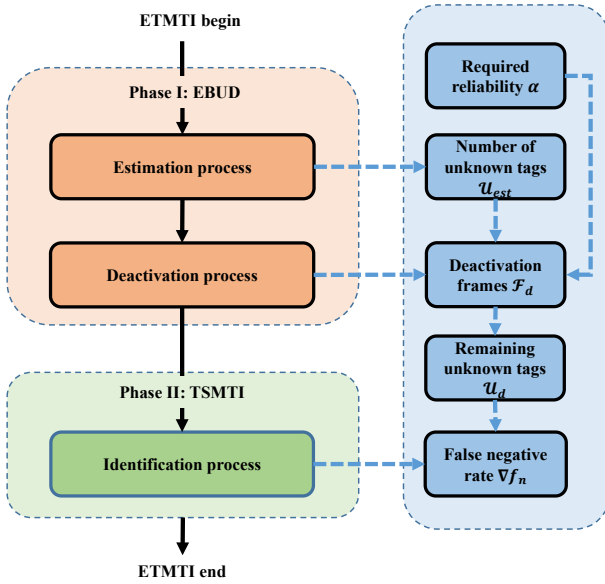 ETMTI begin
Phase I: EBUD
Estimation process
Deactivation process
Phase II: TSMTI
Identification process
ETMTI end
Required
reliability α
Number of
unknown tags
𝒰est
Deactivation
frames ℱd
Remaining
unknown tags
𝒰d
False negative
rate ∇fn